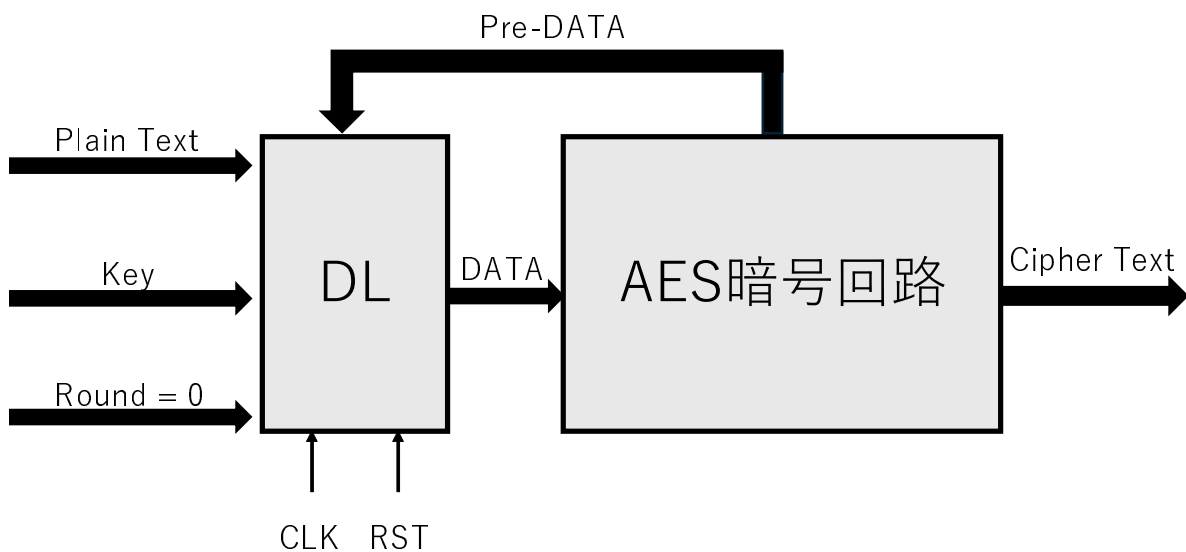 Pre-DATA
Plain Text
Key
Round = 0
DL
DATA
AES暗号回路
Cipher Text
CLK RST